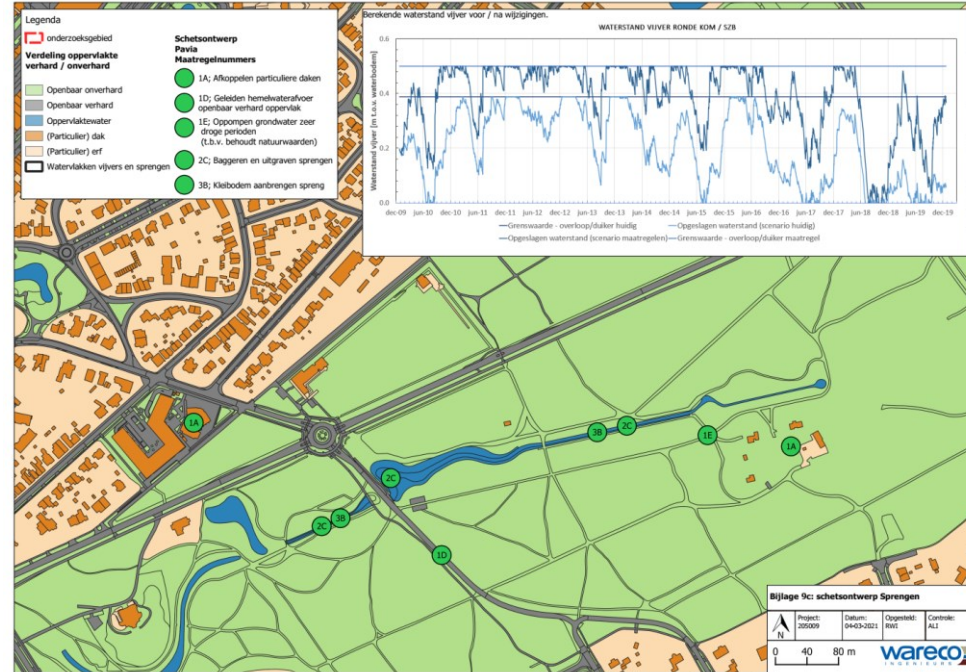 Legenda
onderzoeksgebied
Verdeling oppervlakte
verhard / onverhard
Openbaar onverhard
Openbaar verhard
Oppervlaktewater
(Particulier) dak
(Particulier) erf
Watervlakken vijvers en sprengen
Schetsontwerp
Pavia
Maatregelnummers
1A; Afkoppelen particuliere daken
1D; Geleiden hemelwaterafvoer
openbaar verhard oppervlak
1E; Oppompen grondwater zeer
droge perioden
(t.b.v. behoudt natuurwaarden)
2C; Baggeren en uitgraven sprengen
3B; Kleibodem aanbrengen spreng
Berekende waterstand vijver voor / na wijzigingen.
WATERSTAND VIJVER RONDE KOM / SZB
Waterstand vijver [m t.o.v. waterbodem]
0.6
0.4
0.2
0.0
dec-09 jun-10 dec-10 jun-11 dec-11 jun-12 dec-12 jun-13 dec-13 jun-14 dec-14 jun-15 dec-15 jun-16 dec-16 jun-17 dec-17 jun-18 dec-18 jun-19 dec-19
Grenswaarde - overloop/duiker huidig
Opgeslagen waterstand (scenario huidig)
Opgeslagen waterstand (scenario maatregelen)
Grenswaarde - overloop/duiker maatregel
1A
3B
2C
1E
1A
2C
3B
2C
1D
Bijlage 9c: schetsontwerp Sprengen
N
Project:
205009
Datum:
04-03-2021
Opgesteld:
RWI
Controle:
ALI
0 40 80 m
wareco
INGENIEURS